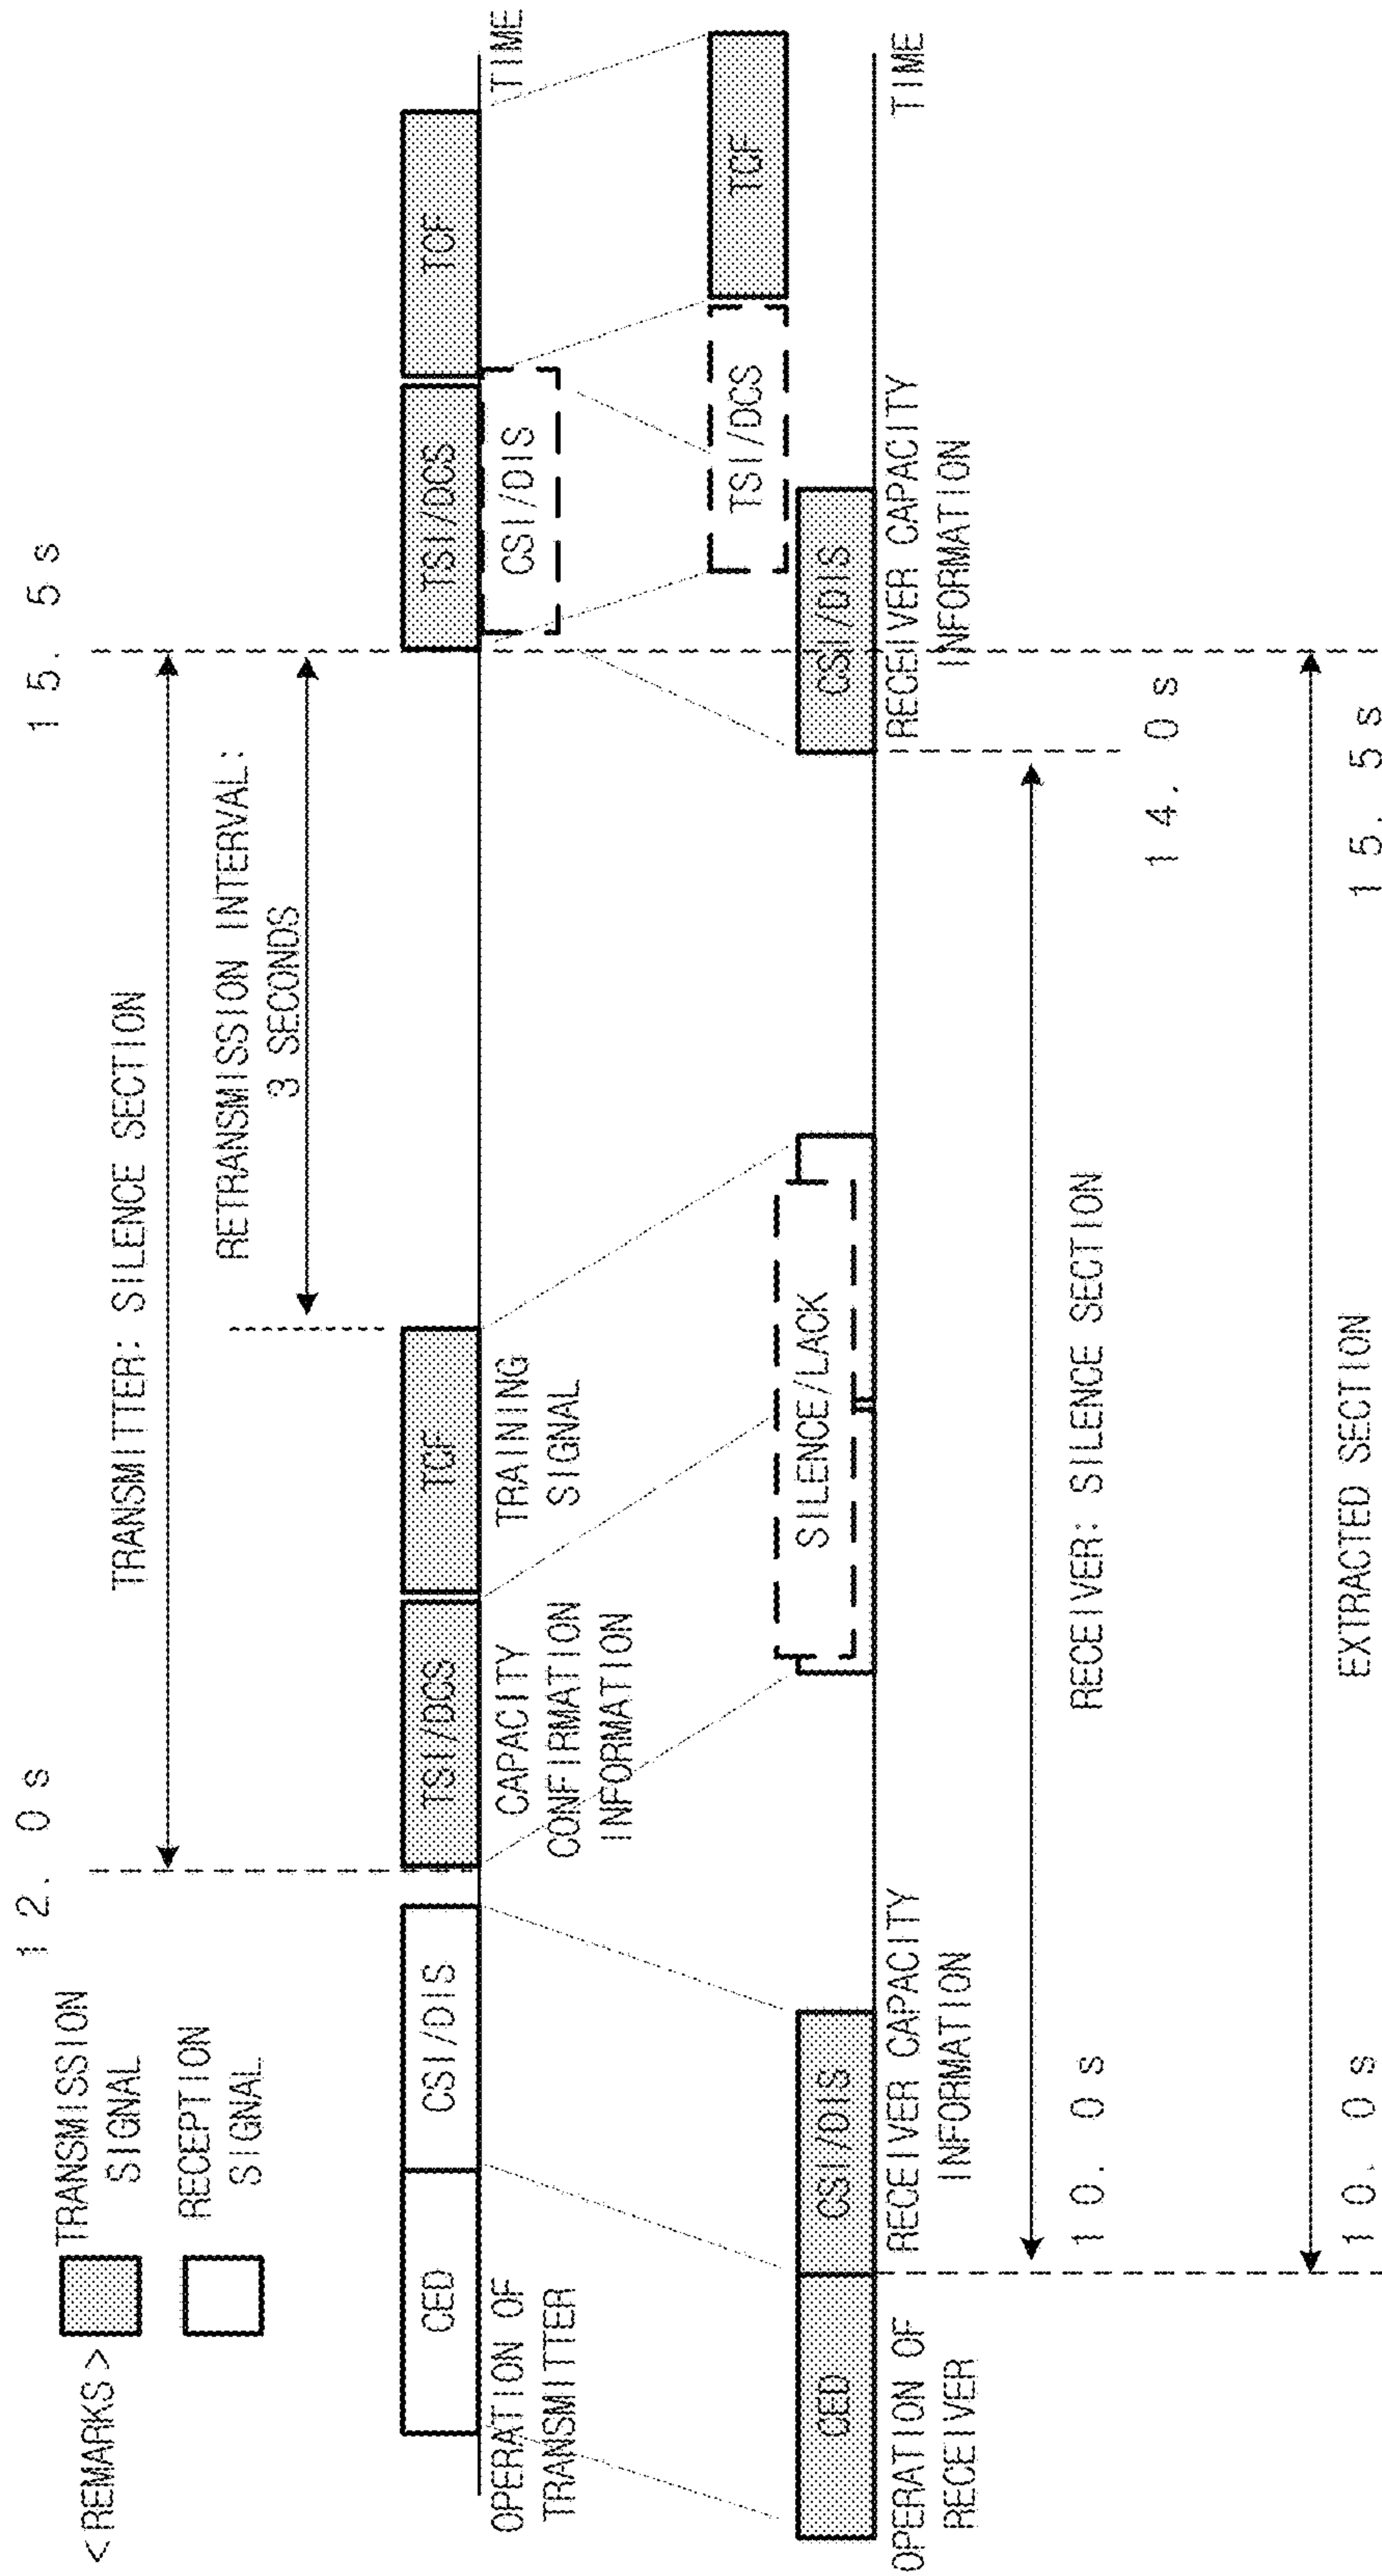 <REMARKS>
TRANSMISSION
SIGNAL
RECEPTION
SIGNAL
12. 0s
15. 5s
TRANSMITTER: SILENCE SECTION
RETRANSMISSION INTERVAL:
3 SECONDS
CED
CSI/DIS
TSI/DCS
TCF
TSI/DCS
TCF
OPERATION OF
TRANSMITTER
CAPACITY
CONFIRMATION
INFORMATION
TRAINING
SIGNAL
CSI/DIS
TIME
SILENCE/LACK
TSI/DCS
TCF
CED
CSI/DIS
CSI/DIS
OPERATION OF
RECEIVER
RECEIVER CAPACITY
INFORMATION
RECEIVER CAPACITY
INFORMATION
TIME
RECEIVER: SILENCE SECTION
10. 0s
14. 0s
EXTRACTED SECTION
10. 0s
15. 5s